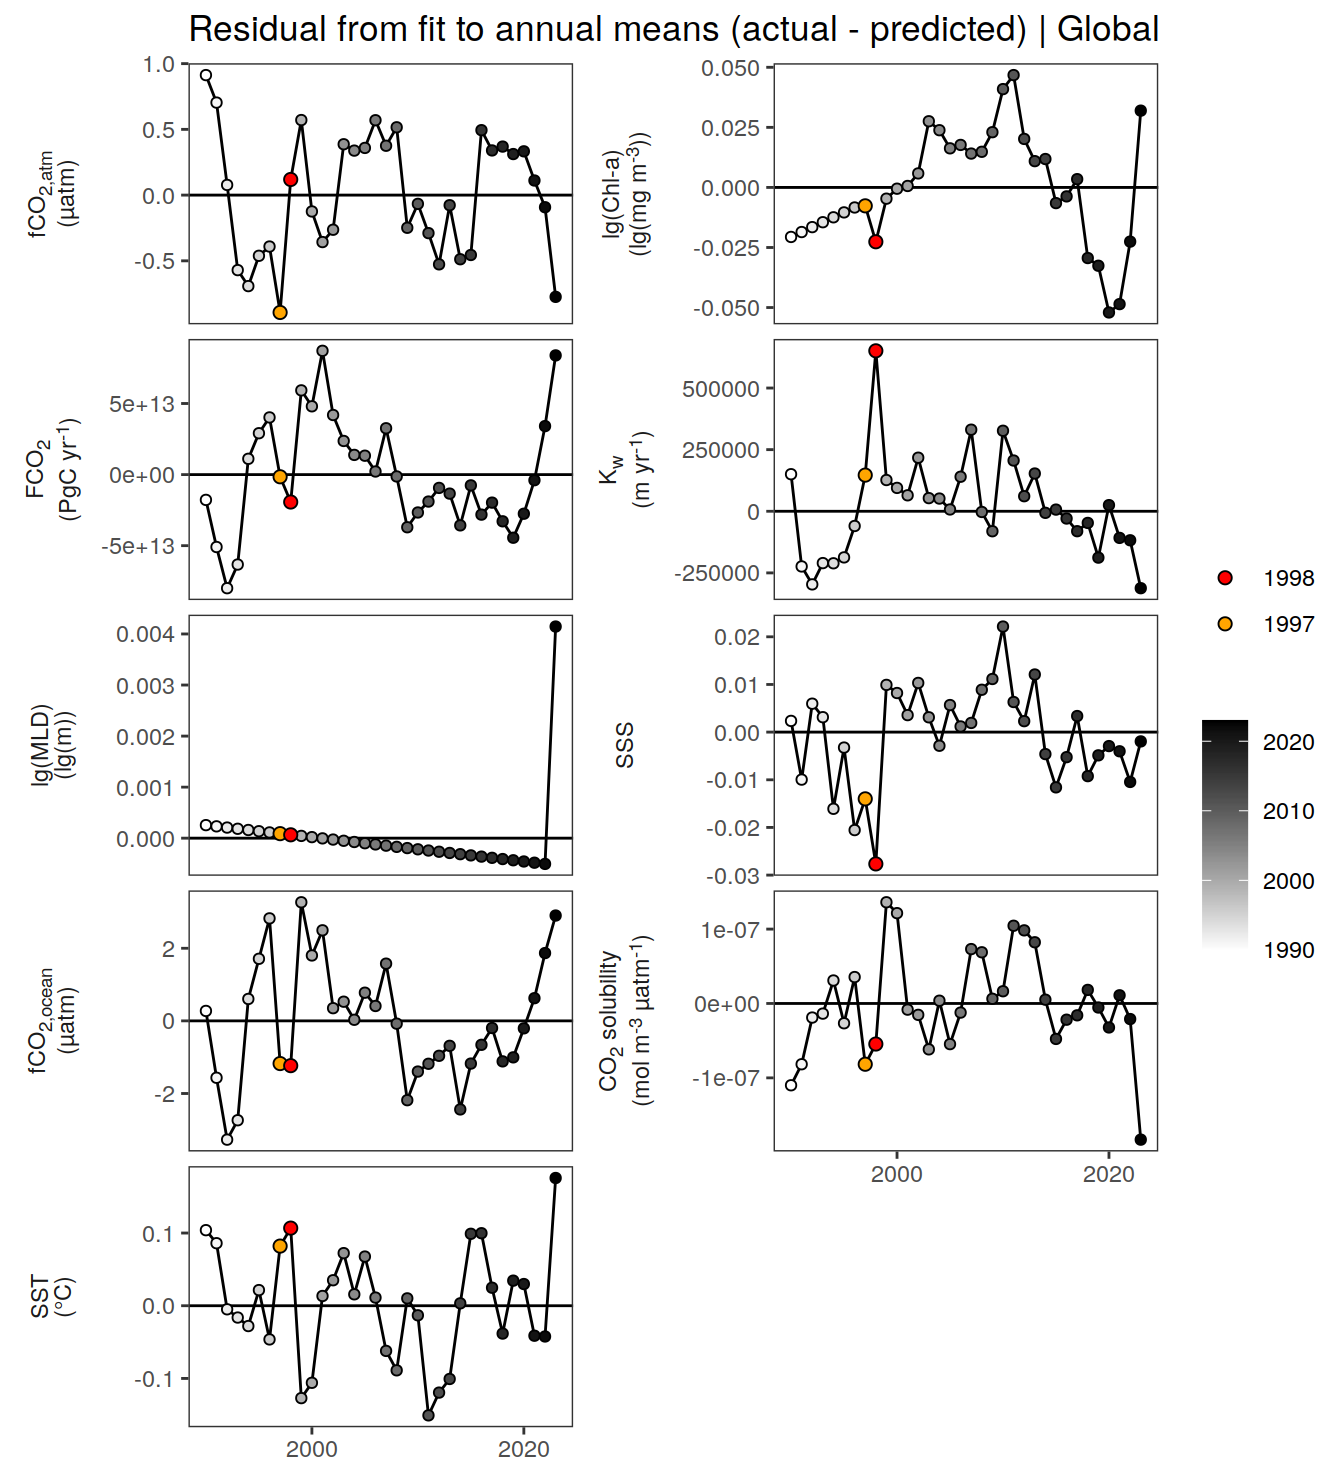 Residual from fit to annual means (actual - predicted) | Global
fCO2,atm
(µatm)
1.0
0.5
0.0
-0.5
lg(Chl-a)
(lg(mg m-3))
0.050
0.025
0.000
-0.025
-0.050
FCO2
(PgC yr-1)
5e+13
0e+00
-5e+13
Kw
(m yr-1)
500000
250000
0
-250000
lg(MLD)
(lg(m))
0.004
0.003
0.002
0.001
0.000
SSS
0.02
0.01
0.00
-0.01
-0.02
-0.03
fCO2,ocean
(µatm)
2
0
-2
CO2 solubility
(mol m-3 µatm-1)
1e-07
0e+00
-1e-07
2000
2020
SST
(°C)
0.1
0.0
-0.1
2000
2020
1998
1997
2020
2010
2000
1990